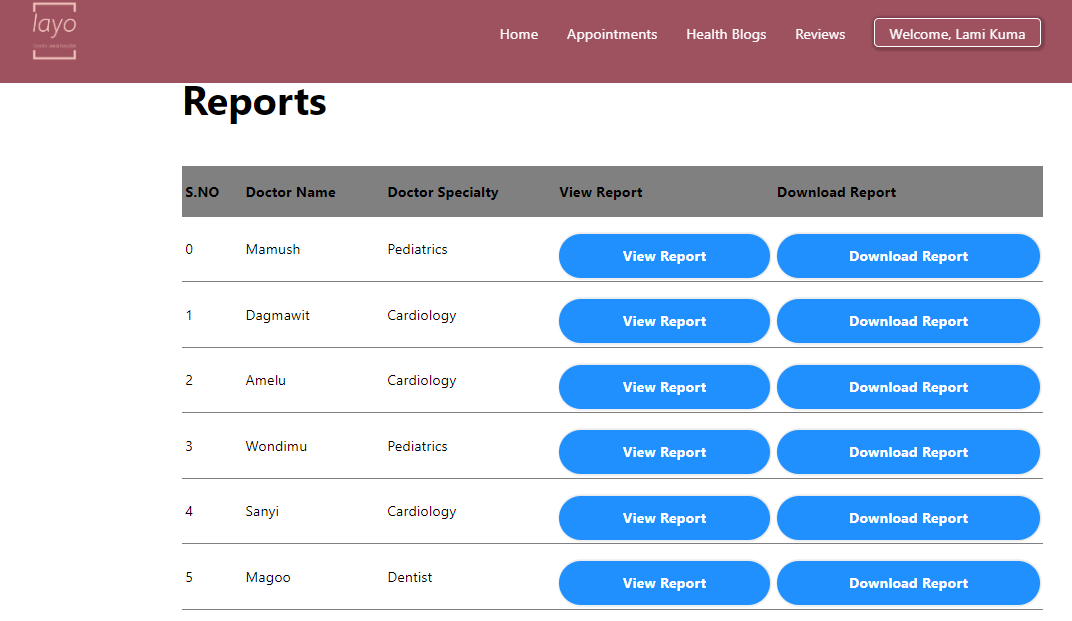 layo
Home Appointments Health Blogs Reviews Welcome, Lami Kuma
Reports
S.NO Doctor Name Doctor Specialty View Report Download Report
0 Mamush Pediatrics View Report Download Report
1 Dagmawit Cardiology View Report Download Report
2 Amelu Cardiology View Report Download Report
3 Wondimu Pediatrics View Report Download Report
4 Sanyi Cardiology View Report Download Report
5 Magoo Dentist View Report Download Report